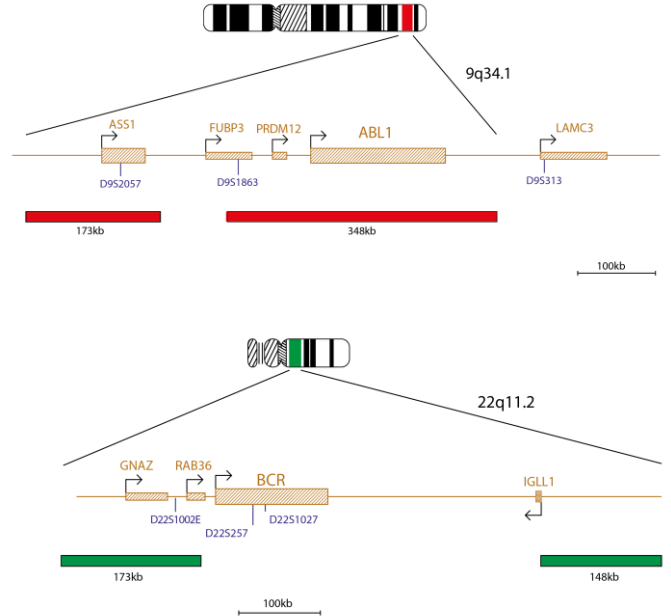 9q34.1
ASS1 FUBP3 PRDM12 ABL1 LAMC3
D9S2057 D9S1863 D9S313
173kb 348kb
100kb
22q11.2
GNAZ RAB36 BCR IGLL1
D22S1002E D22S1027
D22S257
173kb 148kb
100kb